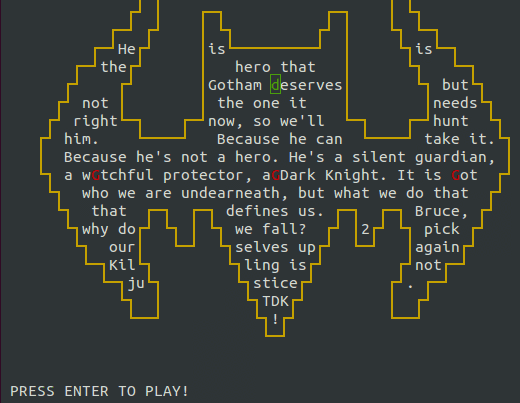 He is is
the hero that
Gotham deserves but
not the one it needs
right now, so we'll hunt
him. Because he can take it.
Because he's not a hero. He's a silent guardian,
a wGtchful protector, aGDark Knight. It is Got
who we are undearneath, but what we do that
that defines us. Bruce,
why do we fall? 2 pick
our selves up again
Kil ling is not
ju stice .
TDK
!
PRESS ENTER TO PLAY!